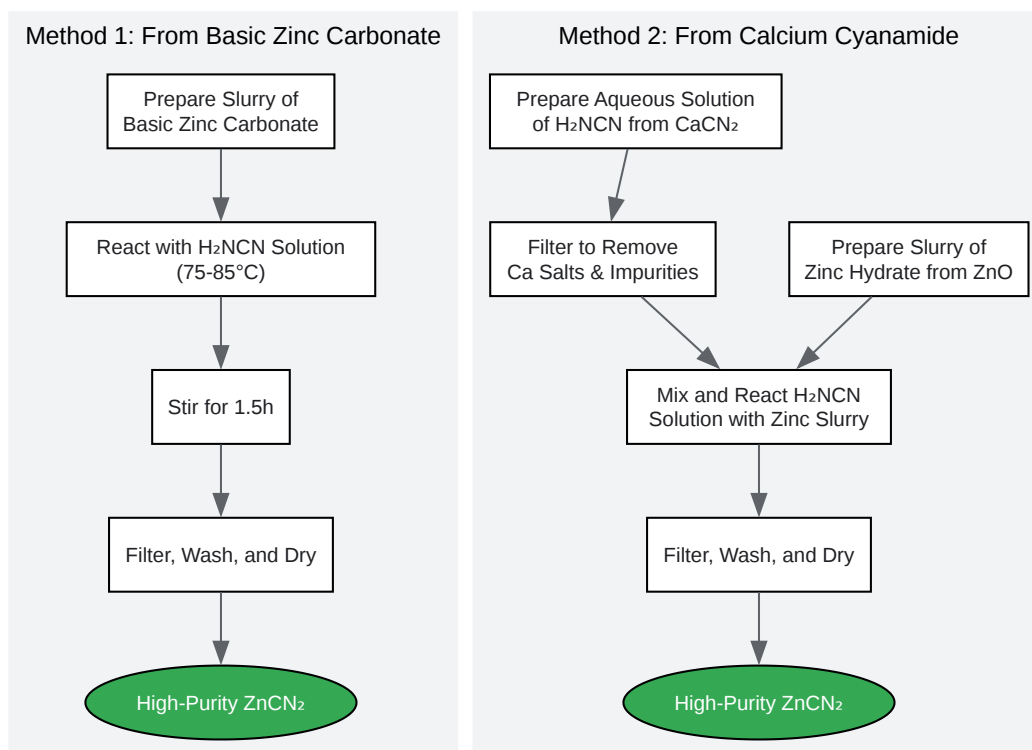 Method 1: From Basic Zinc Carbonate
Prepare Slurry of
Basic Zinc Carbonate
React with H₂NCN Solution
(75-85°C)
Stir for 1.5h
Filter, Wash, and Dry
High-Purity ZnCN₂
Method 2: From Calcium Cyanamide
Prepare Aqueous Solution
of H₂NCN from CaCN₂
Filter to Remove
Ca Salts & Impurities
Prepare Slurry of
Zinc Hydrate from ZnO
Mix and React H₂NCN
Solution with Zinc Slurry
Filter, Wash, and Dry
High-Purity ZnCN₂